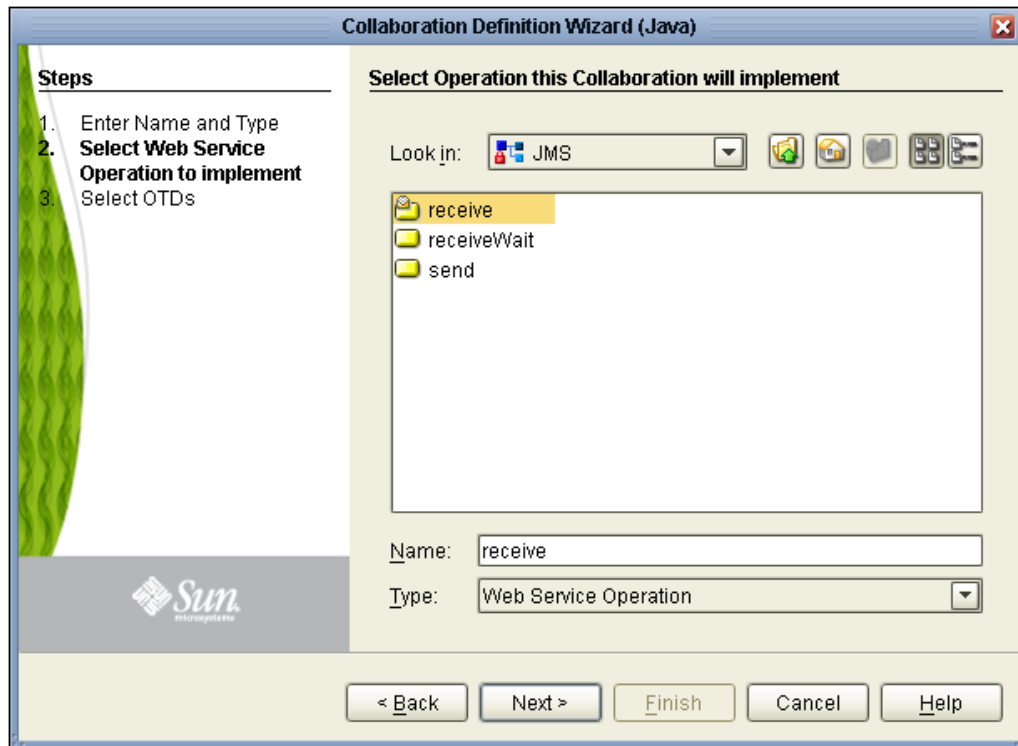 Collaboration Definition Wizard (Java)
Steps
1. Enter Name and Type
2. Select Web Service
Operation to implement
3. Select OTDs
Sun
microsystems
Select Operation this Collaboration will implement
Look in: JMS
receive
receiveWait
send
Name: receive
Type: Web Service Operation
< Back Next > Finish Cancel Help